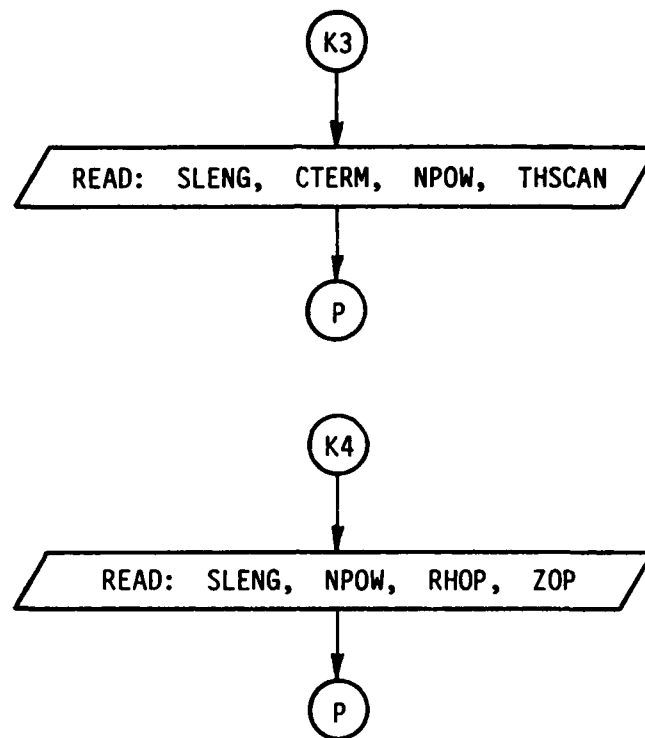 K3
READ: SLENG, CTERM, NPOW, THSCAN
P
K4
READ: SLENG, NPOW, RHOP, ZOP
P